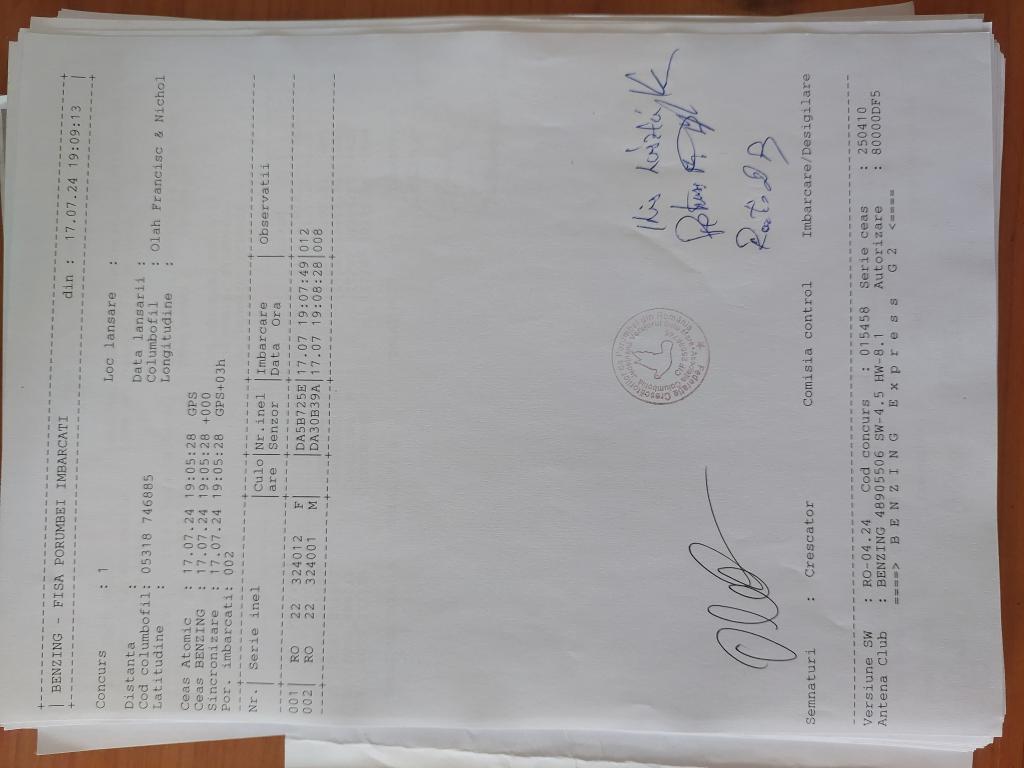 BENZING - FISA PORUMBEI IMBARCATI din : 17.07.24 19:09:13
Concurs : 1 Loc lansare :
Distanta : Data lansarii :
Cod columbofil: 05318 746885 Columbofil : Olah Francisc & Nichol
Latitudine : Longitudine :
Ceas Atomic : 17.07.24 19:05:28 GPS
Ceas BENZING : 17.07.24 19:05:28 +000
Sincronizare : 17.07.24 19:05:28 GPS+03h
Por. imbarcati: 002
Nr.| Serie inel |Culo|Nr.inel |Imbarcare | Observatii
|are |Senzor |Data Ora |
001| RO 22 324012 F| |DA5B725E|17.07 19:07:49|012
002| RO 22 324001 M| |DA30B39A|17.07 19:08:28|008
Semnaturi : Crescator Comisia control Imbarcare/Desigilare
Versiune SW : RO-04.24 Cod concurs : 015458 Serie ceas : 250410
Antena Club : BENZING 48905506 SW-4.5 HW-8.1 Autorizare : 80000DF5
====> B E N Z I N G E x p r e s s G 2 <====